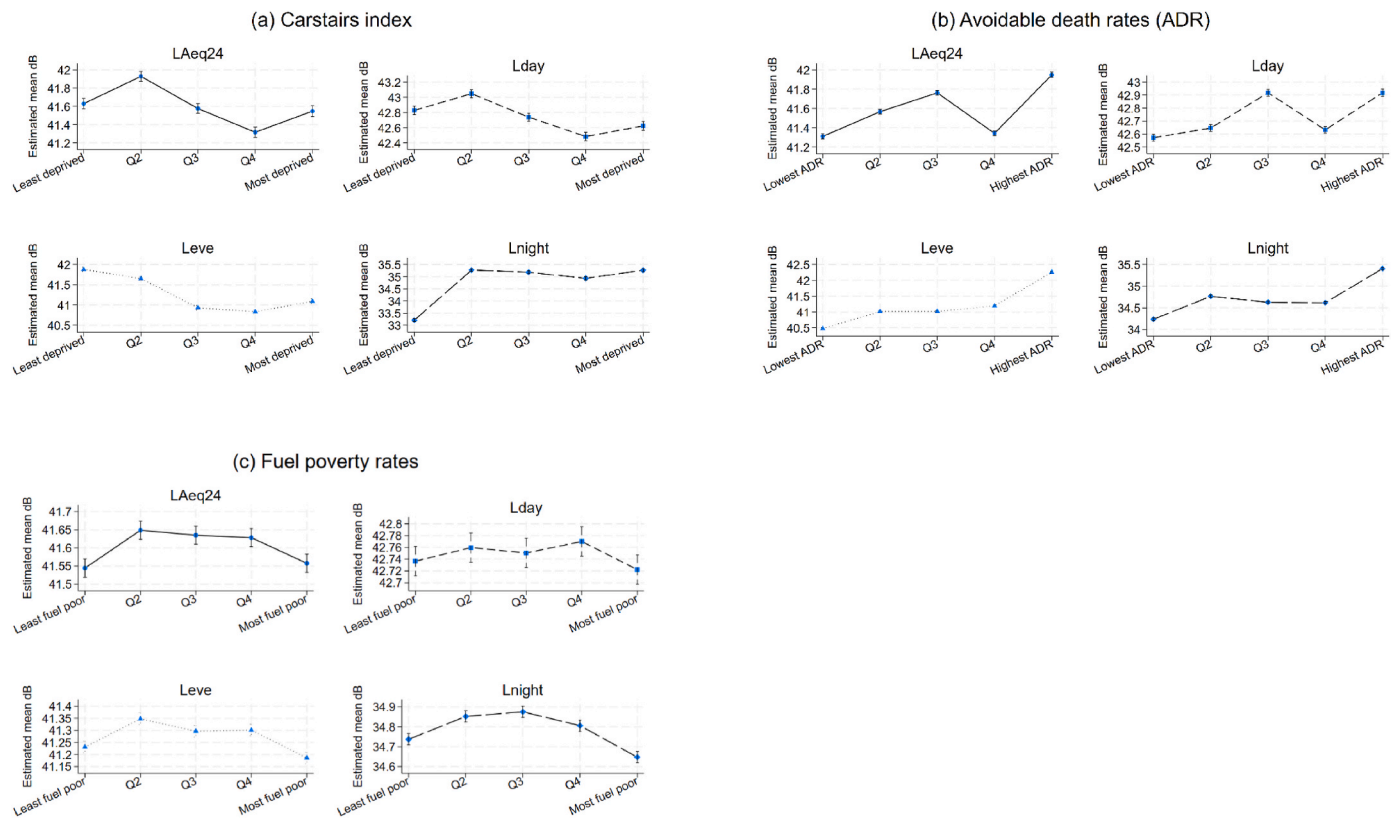 (a) Carstairs index
(b) Avoidable death rates (ADR)
LAeq24
Estimated mean dB
42
41.8
41.6
41.4
41.2
Least deprived
Q2
Q3
Q4
Most deprived
Lday
Estimated mean dB
43.2
43
42.8
42.6
42.4
Least deprived
Q2
Q3
Q4
Most deprived
LAeq24
Estimated mean dB
42
41.8
41.6
41.4
41.2
Lowest ADR
Q2
Q3
Q4
Highest ADR
Lday
Estimated mean dB
43
42.9
42.8
42.7
42.6
42.5
Lowest ADR
Q2
Q3
Q4
Highest ADR
Leve
Estimated mean dB
42
41.5
41
40.5
Least deprived
Q2
Q3
Q4
Most deprived
Lnight
Estimated mean dB
35.5
35
34.5
34
33.5
33
Least deprived
Q2
Q3
Q4
Most deprived
Leve
Estimated mean dB
42.5
42
41.5
41
40.5
Lowest ADR
Q2
Q3
Q4
Highest ADR
Lnight
Estimated mean dB
35.5
35
34.5
34
Lowest ADR
Q2
Q3
Q4
Highest ADR
(c) Fuel poverty rates
LAeq24
Estimated mean dB
41.7
41.65
41.6
41.55
41.5
Least fuel poor
Q2
Q3
Q4
Most fuel poor
Lday
Estimated mean dB
42.8
42.78
42.76
42.74
42.72
42.7
Least fuel poor
Q2
Q3
Q4
Most fuel poor
Leve
Estimated mean dB
41.4
41.35
41.3
41.25
41.2
41.15
Least fuel poor
Q2
Q3
Q4
Most fuel poor
Lnight
Estimated mean dB
34.9
34.8
34.7
34.6
Least fuel poor
Q2
Q3
Q4
Most fuel poor